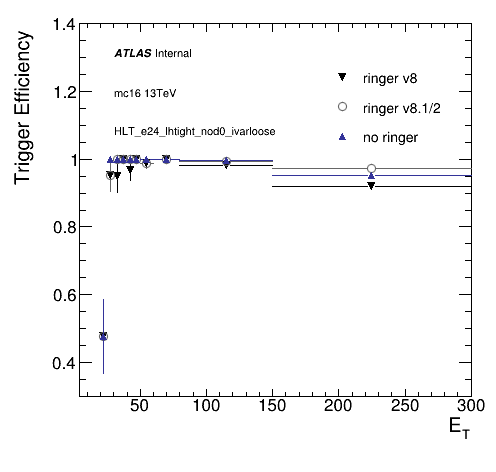 Trigger Efficiency
1.4
1.2
1
0.8
0.6
0.4
ATLAS Internal
mc16 13TeV
HLT_e24_lhtight_nod0_ivarloose
ringer v8
ringer v8.1/2
no ringer
50
100
150
200
250
300
E_T